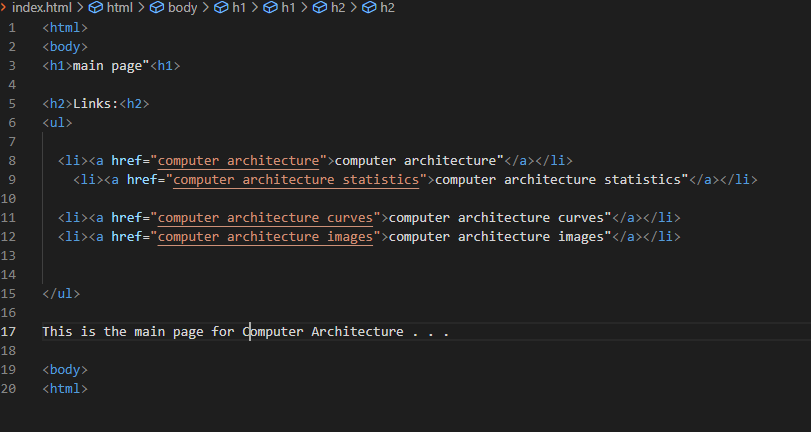 index.html > html > body > h1 > h1 > h2 > h2
1 <html>
2 <body>
3 <h1>main page"<h1>
4
5 <h2>Links:<h2>
6 <ul>
7
8 <li><a href="computer architecture">computer architecture"</a></li>
9 <li><a href="computer architecture statistics">computer architecture statistics"</a></li>
10
11 <li><a href="computer architecture curves">computer architecture curves"</a></li>
12 <li><a href="computer architecture images">computer architecture images"</a></li>
13
14
15 </ul>
16
17 This is the main page for Computer Architecture . . .
18
19 <body>
20 <html>